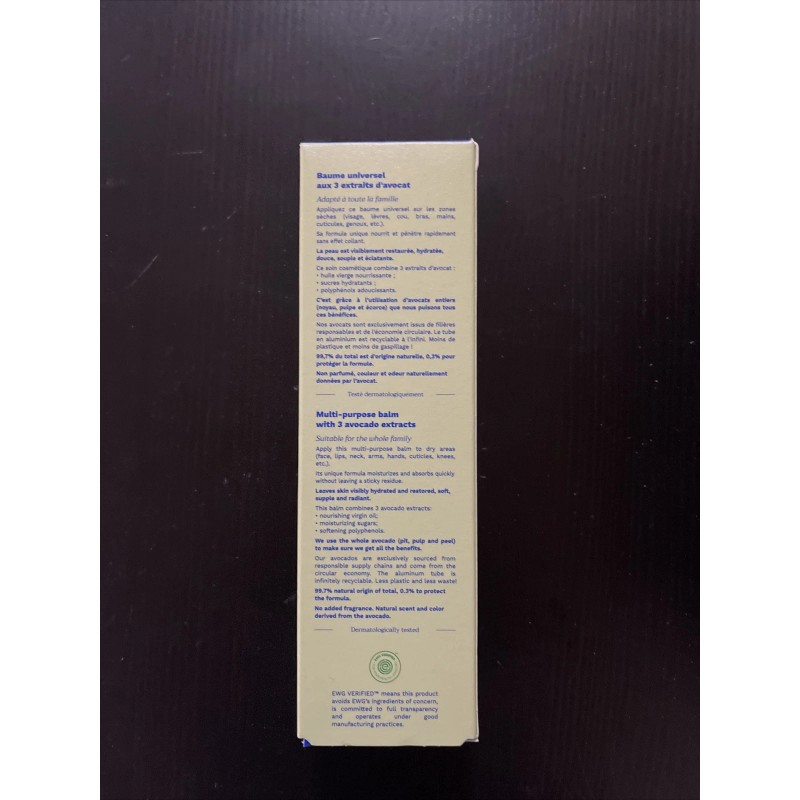 Baume universel
aux 3 extraits d'avocat
Adapté à toute la famille
Appliquez ce baume universel sur les zones
sèches (visage, lèvres, cou, bras, mains,
cuticules, genoux, etc.).
Sa formule unique nourrit et pénètre rapidement
sans effet collant.
La peau est visiblement restaurée, hydratée,
douce, souple et éclatante.
Ce soin cosmétique combine 3 extraits d'avocat :
• huile vierge nourrissante ;
• sucres hydratants ;
• polyphénols adoucissants.
C'est grâce à l'utilisation d'avocats entiers
(noyau, pulpe et écorce) que nous puisons tous
ces bénéfices.
Nos avocats sont exclusivement issus de filières
responsables et de l'économie circulaire. Le tube
en aluminium est recyclable à l'infini. Moins de
plastique et moins de gaspillage !
99,7% du total est d'origine naturelle, 0,3% pour
protéger la formule.
Non parfumé, couleur et odeur naturellement
données par l'avocat.
Testé dermatologiquement
Multi-purpose balm
with 3 avocado extracts
Suitable for the whole family
Apply this multi-purpose balm to dry areas
(face, lips, neck, arms, hands, cuticles, knees,
etc.).
Its unique formula moisturizes and absorbs quickly
without leaving a sticky residue.
Leaves skin visibly hydrated and restored, soft,
supple and radiant.
This balm combines 3 avocado extracts:
• nourishing virgin oil;
• moisturizing sugars;
• softening polyphenols.
We use the whole avocado (pit, pulp and peel)
to make sure we get all the benefits.
Our avocados are exclusively sourced from
responsible supply chains and come from the
circular economy. The aluminum tube is
infinitely recyclable. Less plastic and less waste!
99.7% natural origin of total, 0.3% to protect
the formula.
No added fragrance. Natural scent and color
derived from the avocado.
Dermatologically tested
EWG VERIFIED™ means this product
avoids EWG's ingredients of concern,
is committed to full transparency
and operates under good
manufacturing practices.